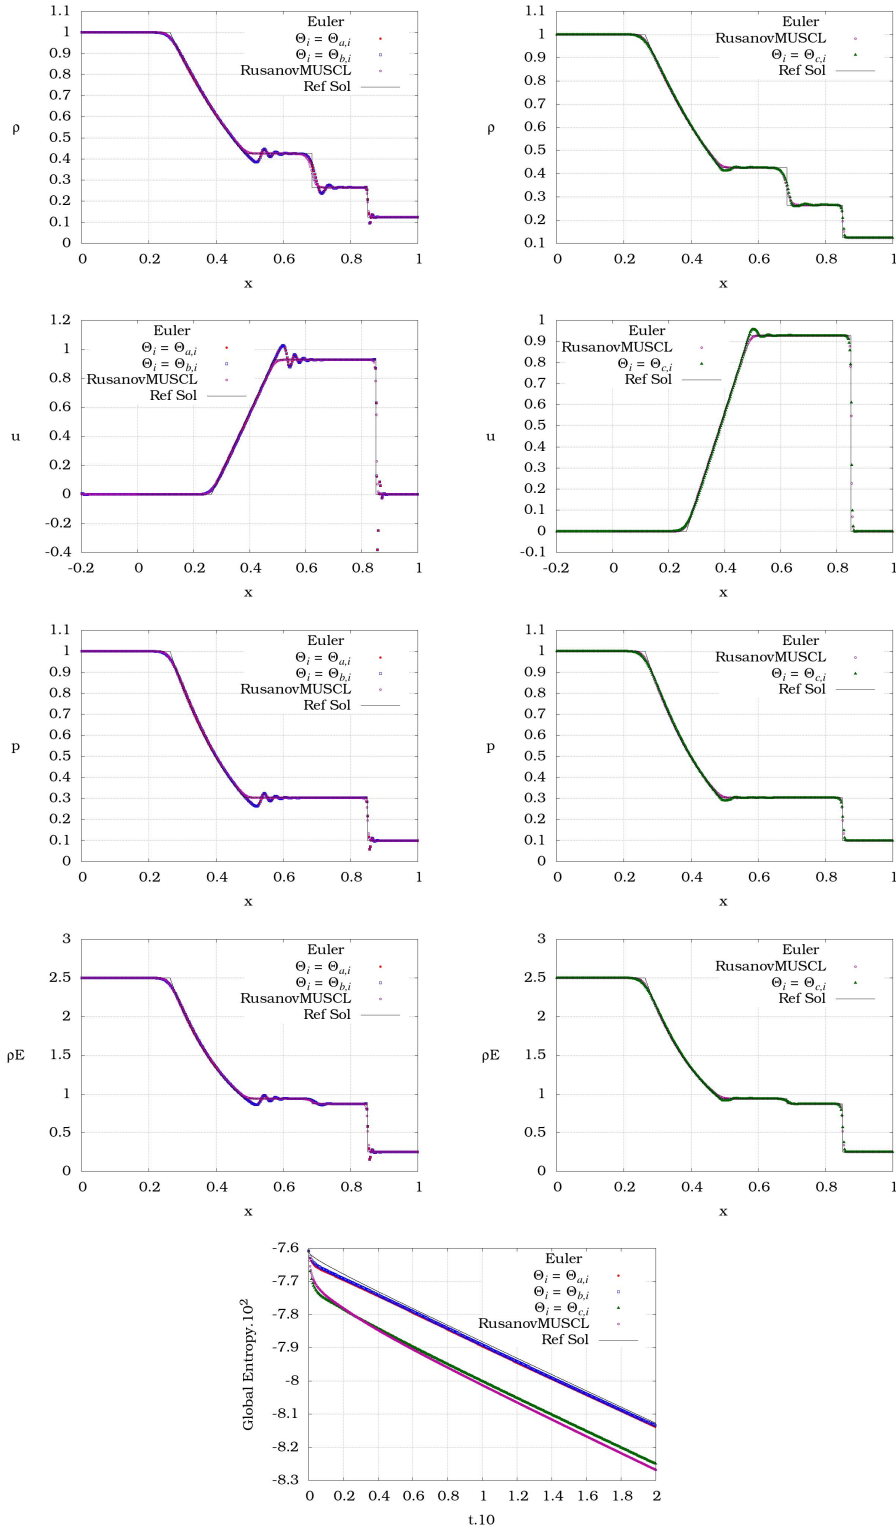 1.1
1
0.9
0.8
0.7
0.6
0.5
0.4
0.3
0.2
0.1
0
ρ
Euler
Θi = Θa,i
Θi = Θb,i
RusanovMUSCL
Ref Sol
0 0.2 0.4 0.6 0.8 1
x
1.1
1
0.9
0.8
0.7
0.6
0.5
0.4
0.3
0.2
0.1
ρ
Euler
RusanovMUSCL
Θi = Θc,i
Ref Sol
0 0.2 0.4 0.6 0.8 1
x
1.2
1
0.8
0.6
0.4
0.2
0
-0.2
-0.4
u
Euler
Θi = Θa,i
Θi = Θb,i
RusanovMUSCL
Ref Sol
-0.2 0 0.2 0.4 0.6 0.8 1
x
1
0.9
0.8
0.7
0.6
0.5
0.4
0.3
0.2
0.1
0
-0.1
u
Euler
RusanovMUSCL
Θi = Θc,i
Ref Sol
-0.2 0 0.2 0.4 0.6 0.8 1
x
1.1
1
0.9
0.8
0.7
0.6
0.5
0.4
0.3
0.2
0.1
0
p
Euler
Θi = Θa,i
Θi = Θb,i
RusanovMUSCL
Ref Sol
0 0.2 0.4 0.6 0.8 1
x
1.1
1
0.9
0.8
0.7
0.6
0.5
0.4
0.3
0.2
0.1
0
p
Euler
RusanovMUSCL
Θi = Θc,i
Ref Sol
0 0.2 0.4 0.6 0.8 1
x
3
2.5
2
1.5
1
0.5
0
ρE
Euler
Θi = Θa,i
Θi = Θb,i
RusanovMUSCL
Ref Sol
0 0.2 0.4 0.6 0.8 1
x
3
2.5
2
1.5
1
0.5
0
ρE
Euler
RusanovMUSCL
Θi = Θc,i
Ref Sol
0 0.2 0.4 0.6 0.8 1
x
-7.6
-7.7
-7.8
-7.9
-8
-8.1
-8.2
-8.3
Global Entropy.10²
Euler
Θi = Θa,i
Θi = Θb,i
Θi = Θc,i
RusanovMUSCL
Ref Sol
0 0.2 0.4 0.6 0.8 1 1.2 1.4 1.6 1.8 2
t.10